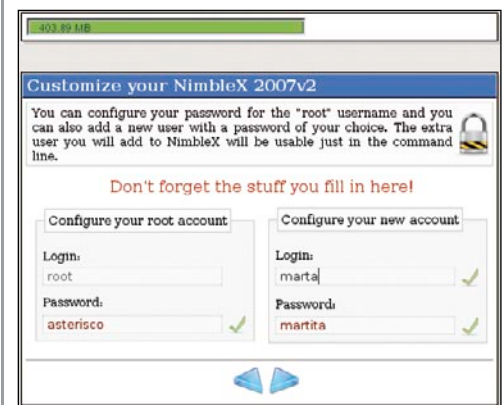 403.89 MB
Customize your NimbleX 2007v2
You can configure your password for the "root" username and you
can also add a new user with a password of your choice. The extra
user you will add to NimbleX will be usable just in the command
line.
Don't forget the stuff you fill in here!
Configure your root account
Login:
root
Password:
asterisco
Configure your new account
Login:
marta
Password:
martita